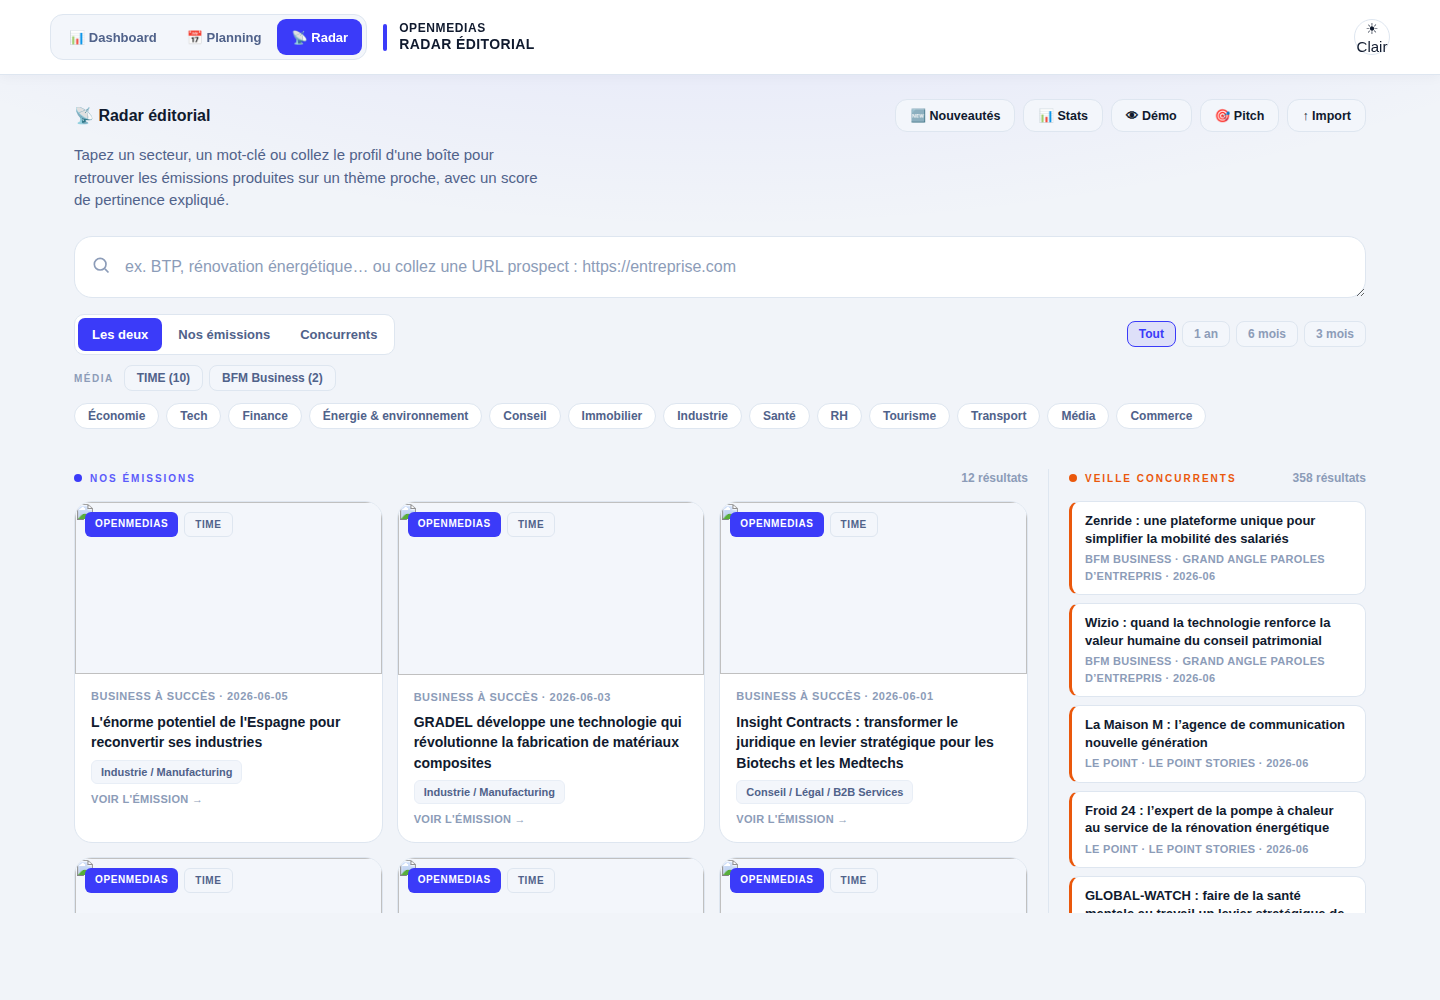 📊 Dashboard
📅 Planning
📡 Radar
OPENMEDIAS
RADAR ÉDITORIAL
☀
Clair
📡 Radar éditorial
🆕 Nouveautés
📊 Stats
👁 Démo
🎯 Pitch
↑ Import
Tapez un secteur, un mot-clé ou collez le profil d'une boîte pour
retrouver les émissions produites sur un thème proche, avec un score
de pertinence expliqué.
ex. BTP, rénovation énergétique… ou collez une URL prospect : https://entreprise.com
Les deux
Nos émissions
Concurrents
Tout
1 an
6 mois
3 mois
MÉDIA
TIME (10)
BFM Business (2)
Économie
Tech
Finance
Énergie & environnement
Conseil
Immobilier
Industrie
Santé
RH
Tourisme
Transport
Média
Commerce
NOS ÉMISSIONS
12 résultats
OPENMEDIAS
TIME
BUSINESS À SUCCÈS · 2026-06-05
L'énorme potentiel de l'Espagne pour
reconvertir ses industries
Industrie / Manufacturing
VOIR L'ÉMISSION →
OPENMEDIAS
TIME
BUSINESS À SUCCÈS · 2026-06-03
GRADEL développe une technologie qui
révolutionne la fabrication de matériaux
composites
Industrie / Manufacturing
VOIR L'ÉMISSION →
OPENMEDIAS
TIME
BUSINESS À SUCCÈS · 2026-06-01
Insight Contracts : transformer le
juridique en levier stratégique pour les
Biotechs et les Medtechs
Conseil / Légal / B2B Services
VOIR L'ÉMISSION →
OPENMEDIAS
TIME
OPENMEDIAS
TIME
OPENMEDIAS
TIME
VEILLE CONCURRENTS
358 résultats
Zenride : une plateforme unique pour
simplifier la mobilité des salariés
BFM BUSINESS · GRAND ANGLE PAROLES
D'ENTREPRIS · 2026-06
Wizio : quand la technologie renforce la
valeur humaine du conseil patrimonial
BFM BUSINESS · GRAND ANGLE PAROLES
D'ENTREPRIS · 2026-06
La Maison M : l’agence de communication
nouvelle génération
LE POINT · LE POINT STORIES · 2026-06
Froid 24 : l’expert de la pompe à chaleur
au service de la rénovation énergétique
LE POINT · LE POINT STORIES · 2026-06
GLOBAL-WATCH : faire de la santé
mentale au travail un levier stratégique de